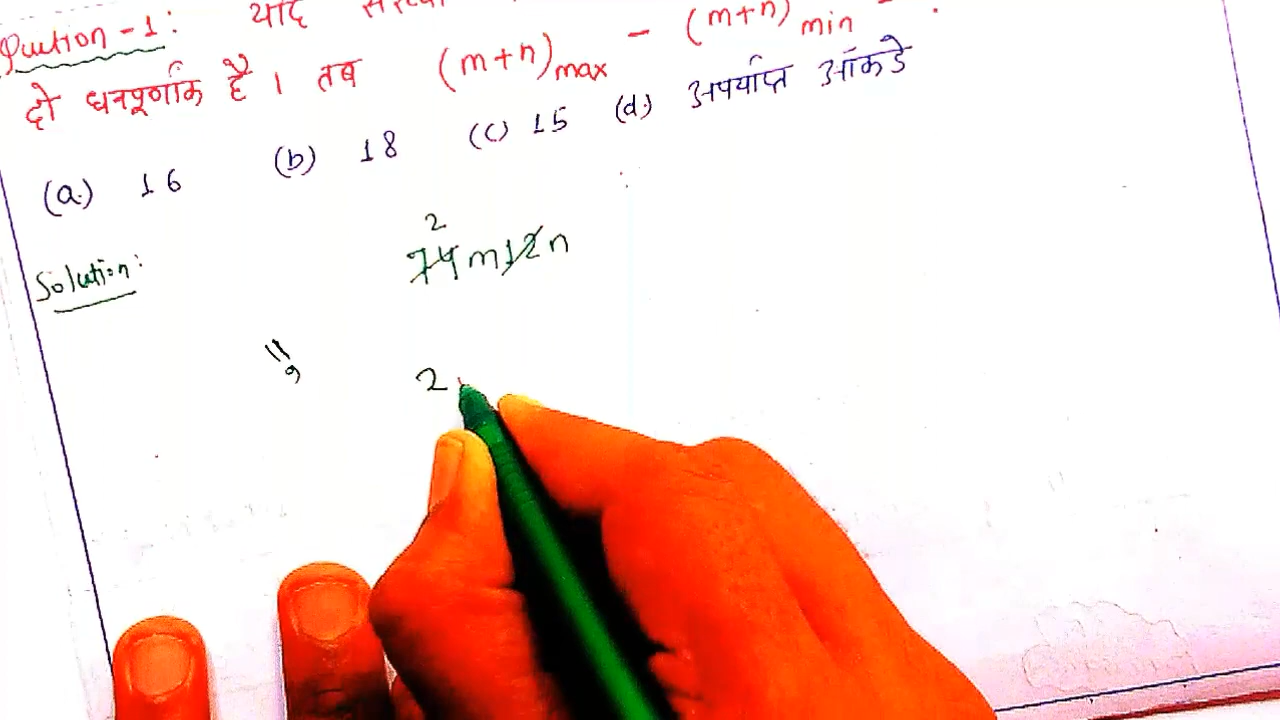 Qustion-1: यदि संख्या
दो धनपूर्णांक है । तब (m+n)max - (m+n)min
(a.) 16 (b) 18 (c) 15 (d.) अपर्याप्त आँकडे
Solution:
2
74m12n
2